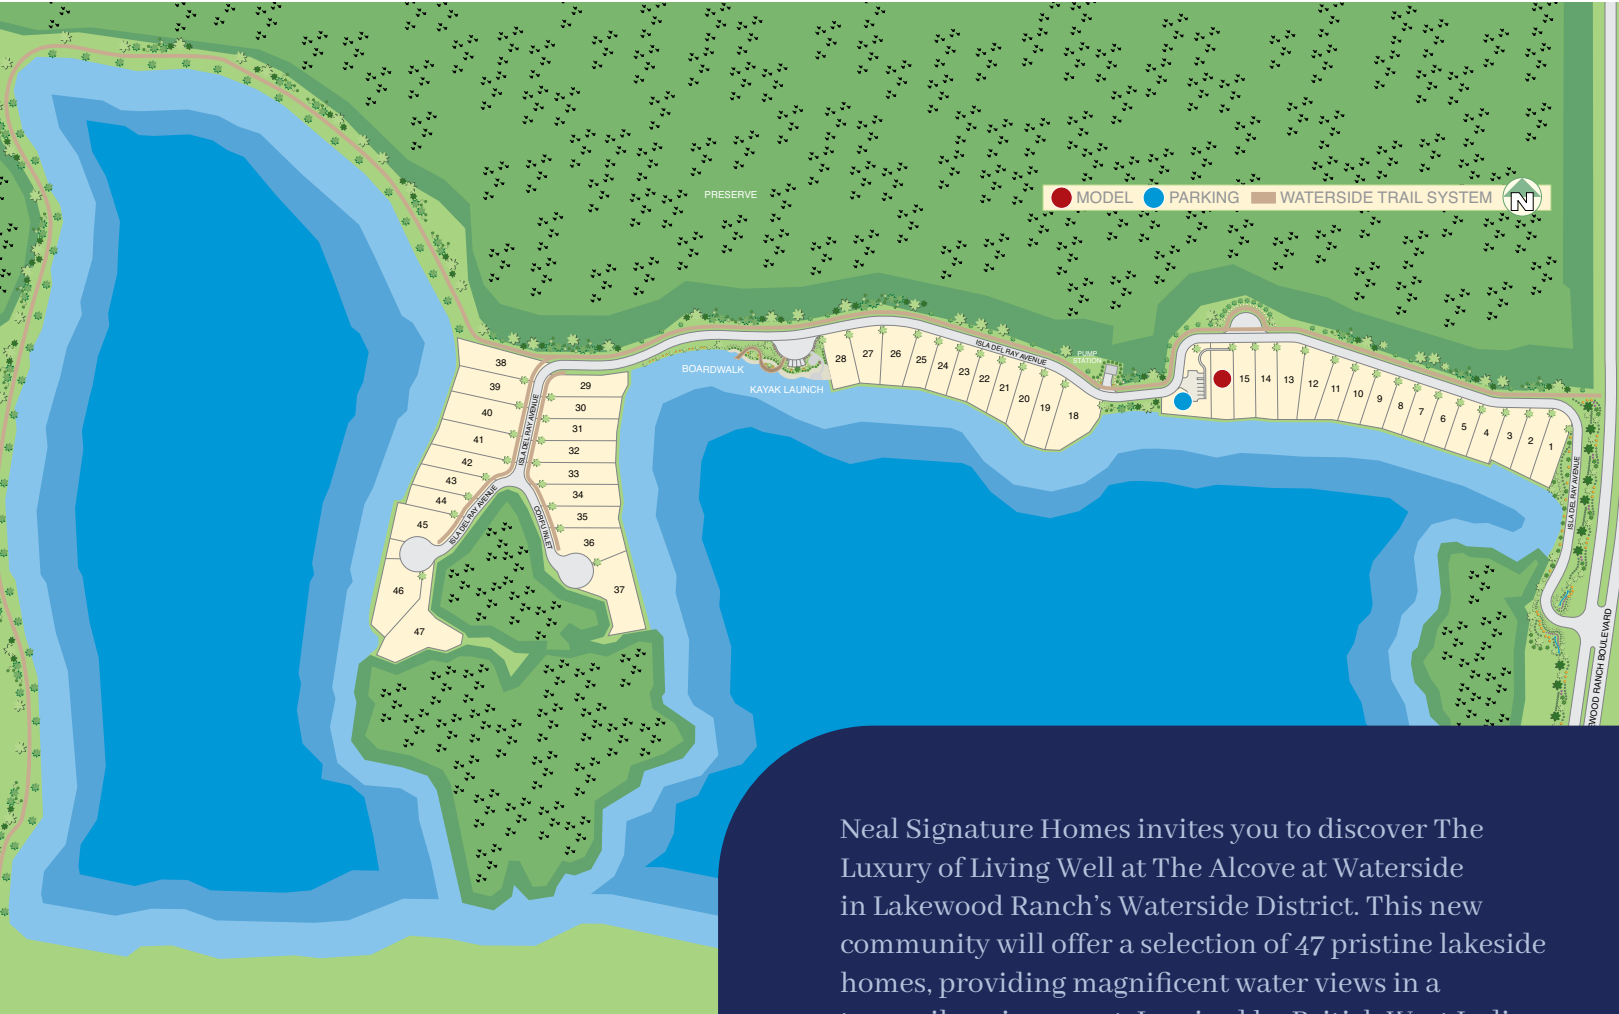 PRESERVE
MODEL PARKING WATERSIDE TRAIL SYSTEM N
PUMP STATION
ISLA DEL RAY AVENUE
BOARDWALK
KAYAK LAUNCH
28 27 26 25 24 23 22 21 20 19 18
15 14 13 12 11 10 9 8 7 6 5 4 3 2 1
38
39
40
41
42
43
44
45
46
47
29
30
31
32
33
34
35
36
37
ISLA DEL RAY AVENUE
ISLA DEL RAY AVENUE
CORFU INLET
ISLA DEL RAY AVENUE
WOOD RANCH BOULEVARD
Neal Signature Homes invites you to discover The
Luxury of Living Well at The Alcove at Waterside
in Lakewood Ranch’s Waterside District. This new
community will offer a selection of 47 pristine lakeside
homes, providing magnificent water views in a